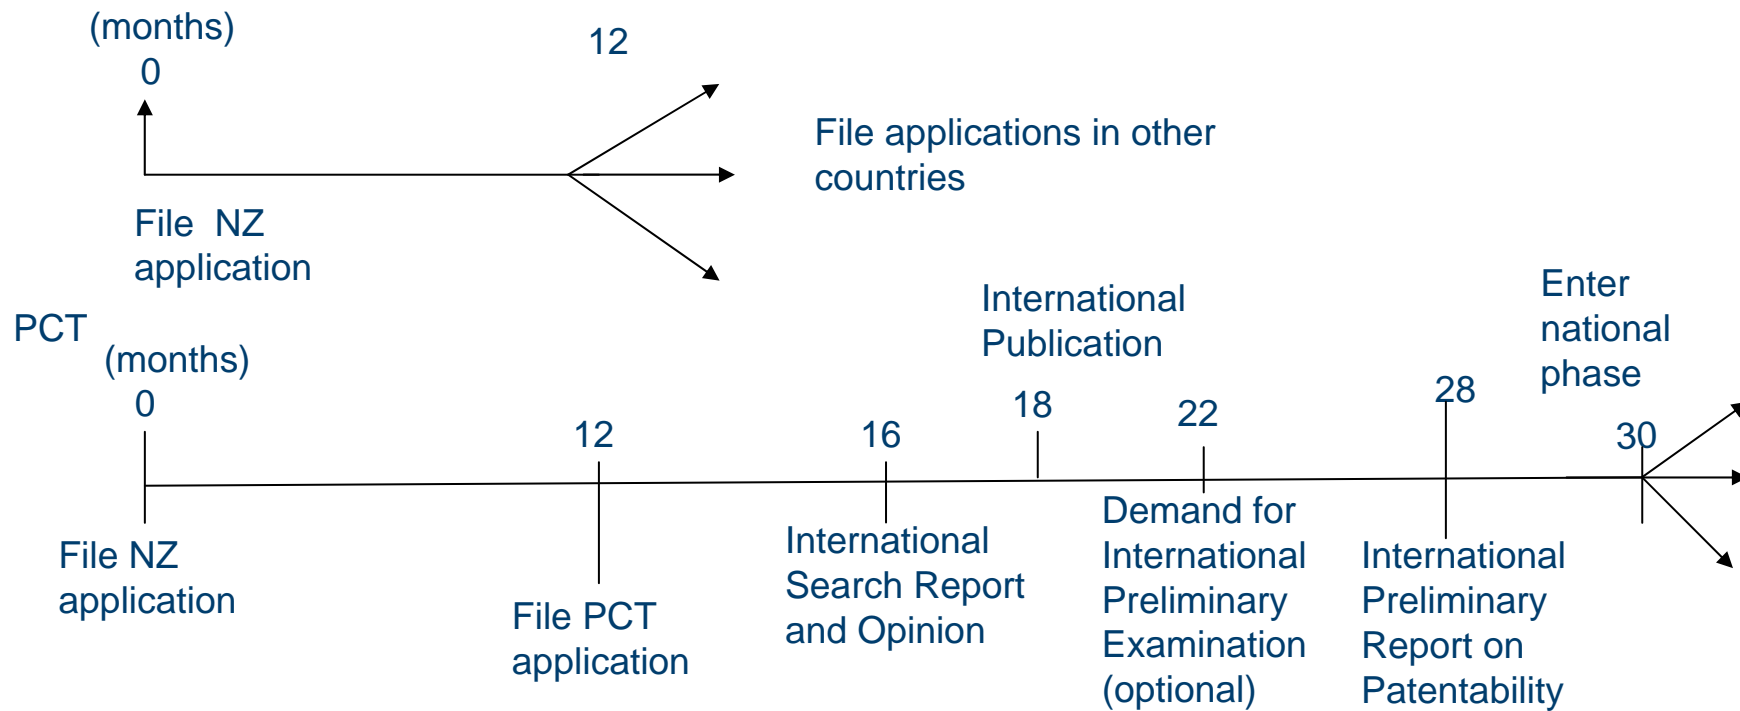 (months)
0
12
File applications in other
countries
File NZ
application
PCT
(months)
0
12
16
International
Publication
18
22
28
Enter
national
phase
30
File NZ
application
File PCT
application
International
Search Report
and Opinion
Demand for
International
Preliminary
Examination
(optional)
International
Preliminary
Report on
Patentability